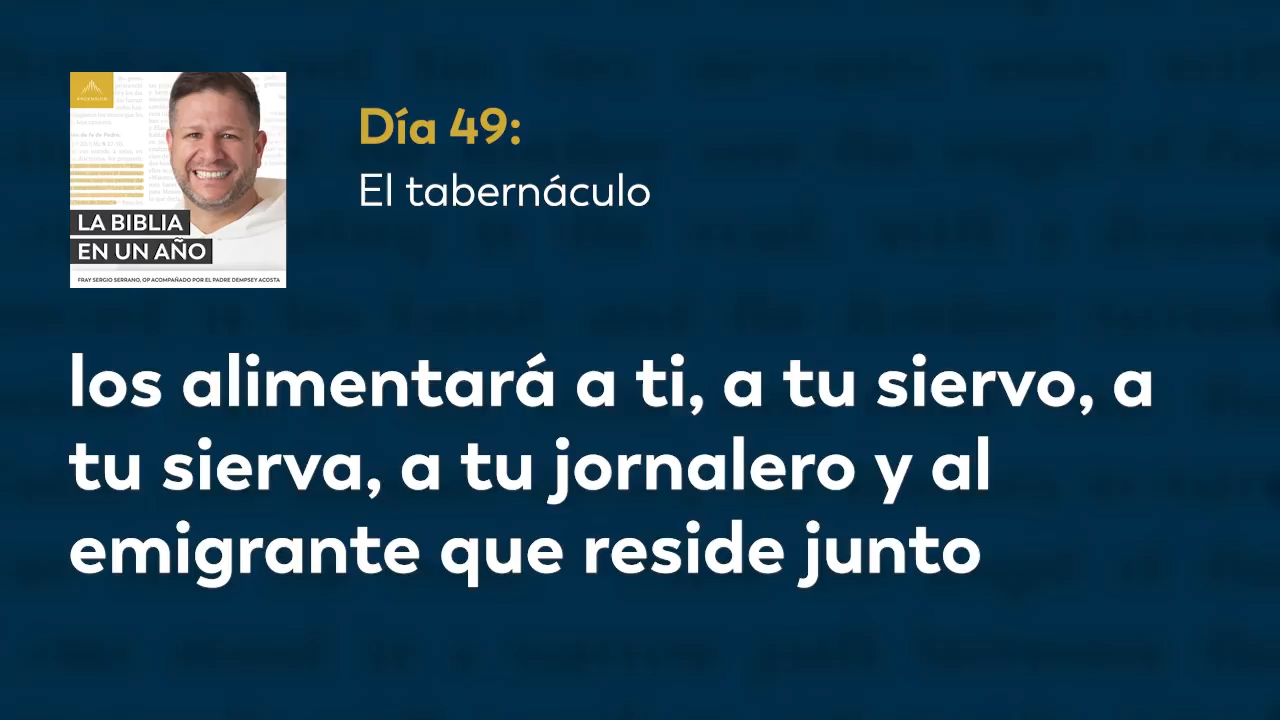 ASCENSION
Día 49:
El tabernáculo
LA BIBLIA
EN UN AÑO
FRAY SERGIO SERRANO, OP ACOMPAÑADO POR EL PADRE DEMPSEY ACOSTA
los alimentará a ti, a tu siervo, a
tu sierva, a tu jornalero y al
emigrante que reside junto